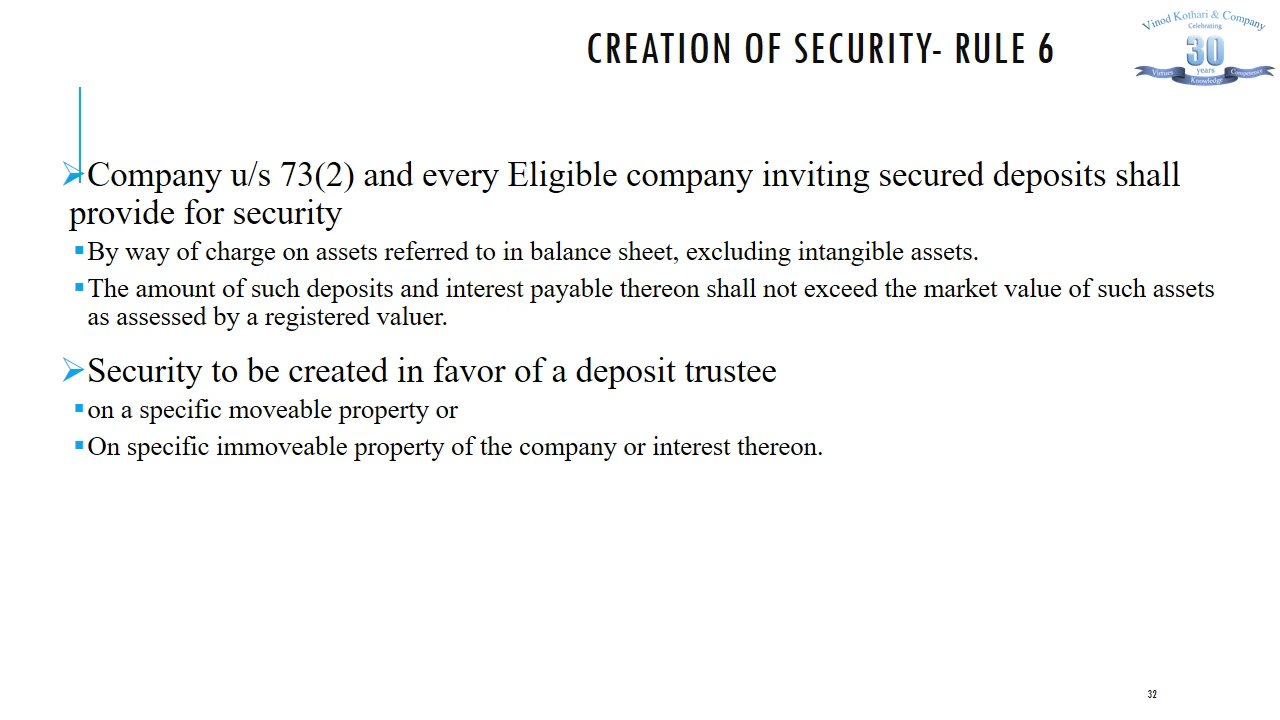 CREATION OF SECURITY- RULE 6
Vinod Kothari & Company
Celebrating
30
years
Virtues
Knowledge
Competence
➢Company u/s 73(2) and every Eligible company inviting secured deposits shall
provide for security
▪By way of charge on assets referred to in balance sheet, excluding intangible assets.
▪The amount of such deposits and interest payable thereon shall not exceed the market value of such assets
as assessed by a registered valuer.
➢Security to be created in favor of a deposit trustee
▪on a specific moveable property or
▪On specific immoveable property of the company or interest thereon.
32